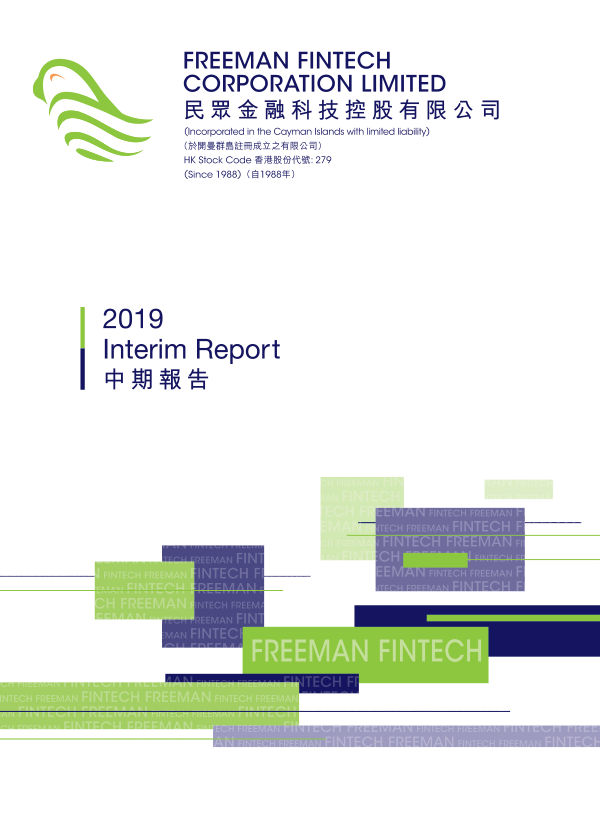 FREEMAN FINTECH
CORPORATION LIMITED
民眾金融科技控股有限公司
(Incorporated in the Cayman Islands with limited liability)
(於開曼群島註冊成立之有限公司)
HK Stock Code 香港股份代號: 279
(Since 1988) (自1988年)
2019
Interim Report
中期報告
FREEMAN FINTECH